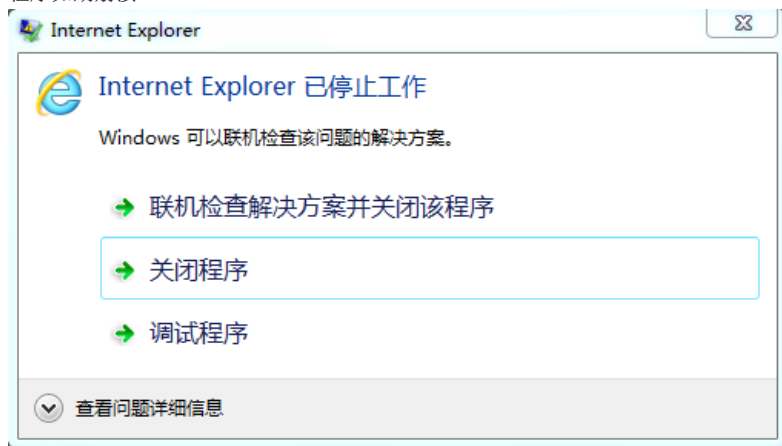 Internet Explorer
Internet Explorer 已停止工作
Windows 可以联机检查该问题的解决方案。
联机检查解决方案并关闭该程序
关闭程序
调试程序
查看问题详细信息